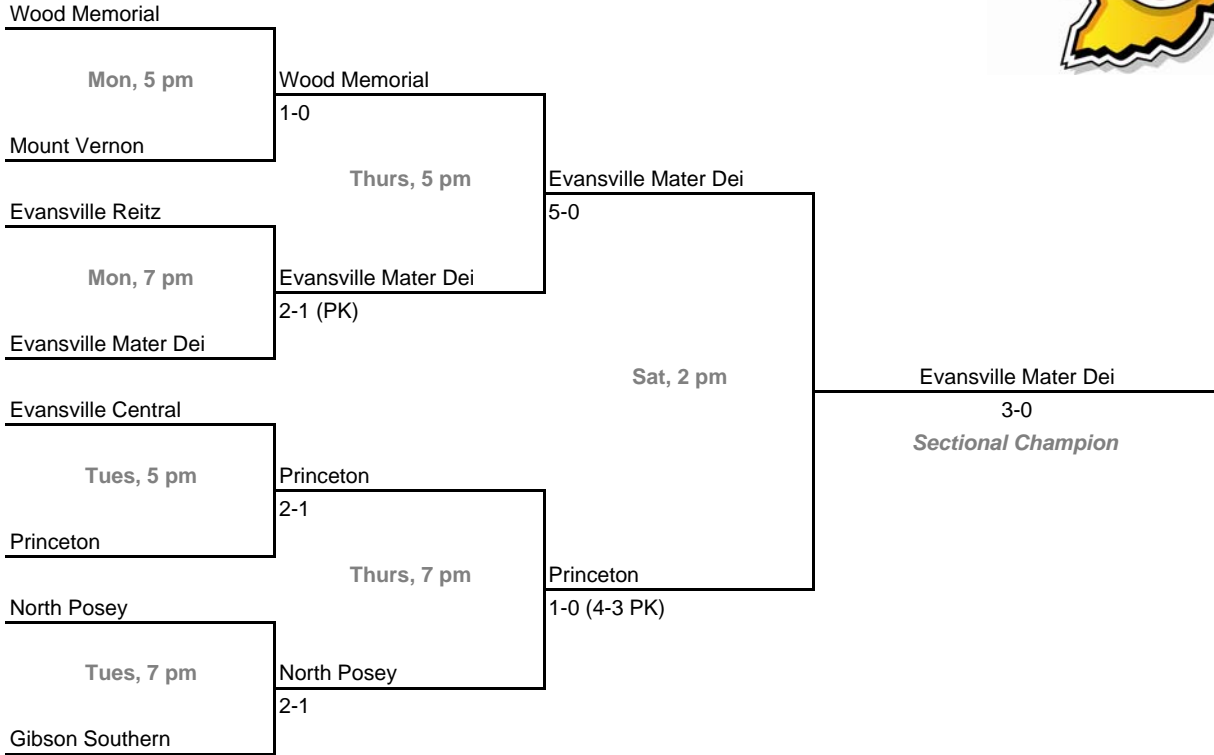 Wood Memorial
Mon, 5 pm
Wood Memorial
1-0
Mount Vernon
Thurs, 5 pm
Evansville Mater Dei
5-0
Evansville Reitz
Mon, 7 pm
Evansville Mater Dei
2-1 (PK)
Evansville Mater Dei
Sat, 2 pm
Evansville Mater Dei
3-0
Sectional Champion
Evansville Central
Tues, 5 pm
Princeton
2-1
Princeton
Thurs, 7 pm
Princeton
1-0 (4-3 PK)
North Posey
Tues, 7 pm
North Posey
2-1
Gibson Southern